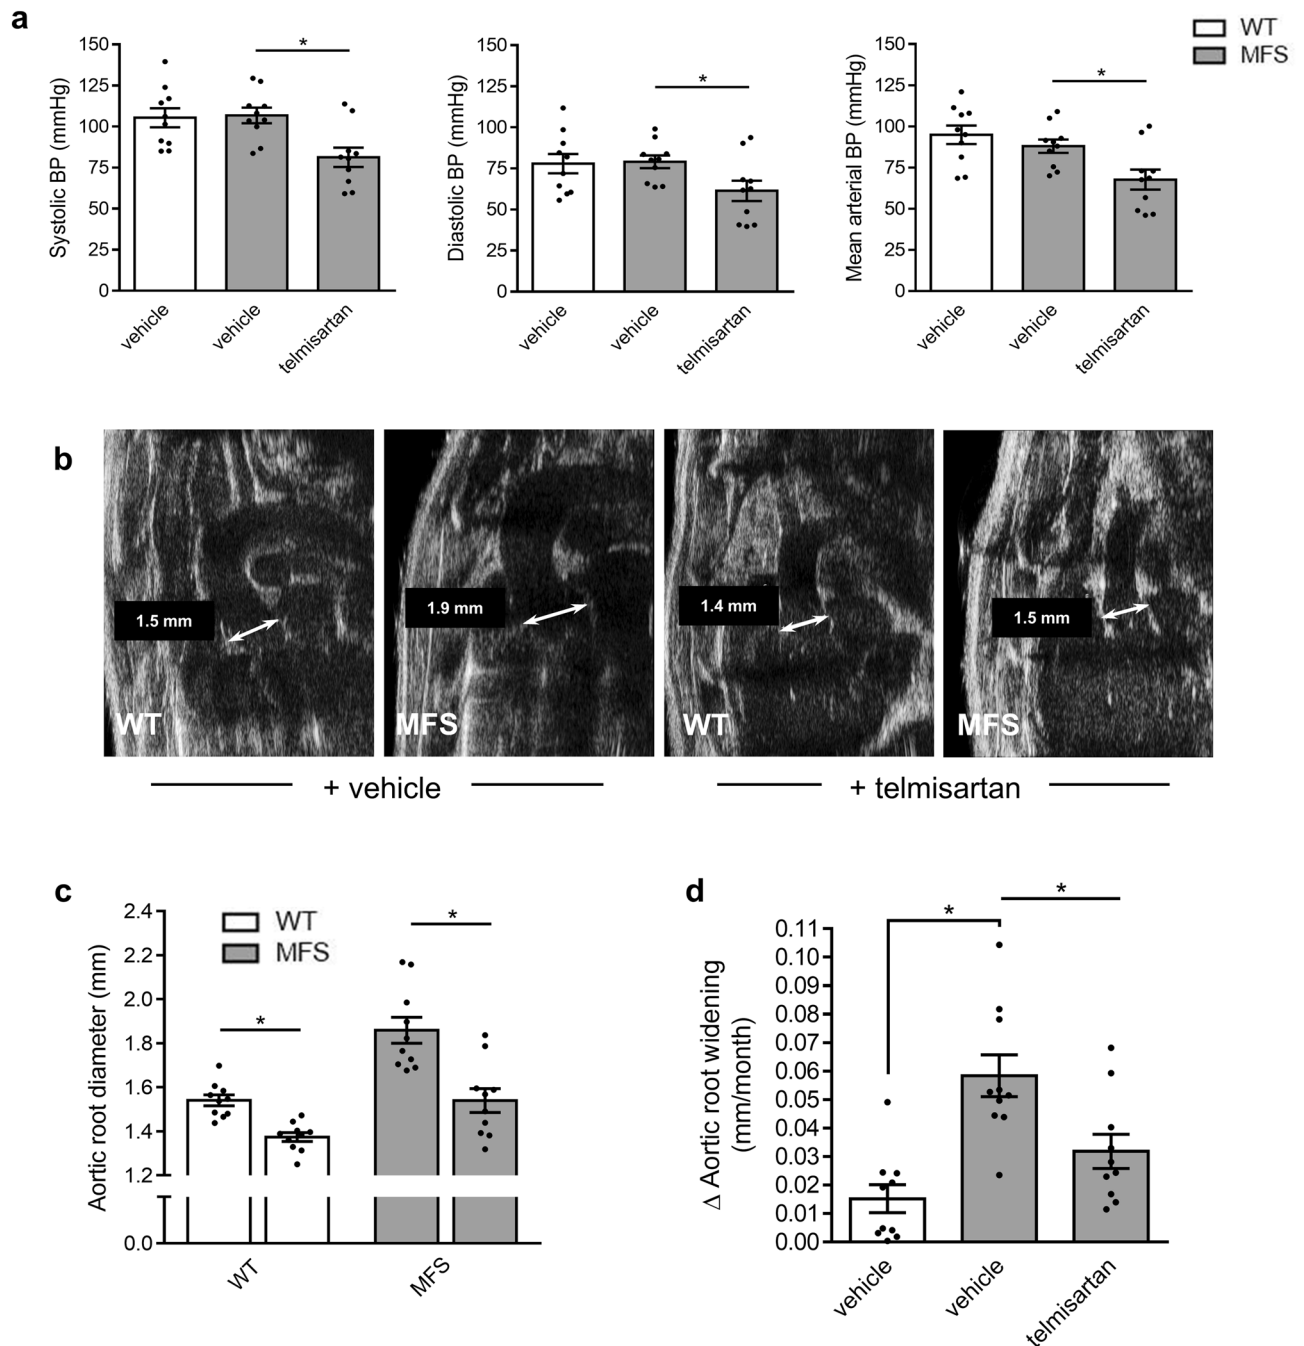 a
WT
MFS
Systolic BP (mmHg)
150
125
100
75
50
25
0
*
vehicle
vehicle
telmisartan
Diastolic BP (mmHg)
150
125
100
75
50
25
0
*
vehicle
vehicle
telmisartan
Mean arterial BP (mmHg)
150
125
100
75
50
25
0
*
vehicle
vehicle
telmisartan
b
1.5 mm
WT
1.9 mm
MFS
1.4 mm
WT
1.5 mm
MFS
+ vehicle
+ telmisartan
c
WT
MFS
Aortic root diameter (mm)
2.4
2.2
2.0
1.8
1.6
1.4
1.2
0.0
*
*
WT
MFS
d
Δ Aortic root widening
(mm/month)
0.11
0.10
0.09
0.08
0.07
0.06
0.05
0.04
0.03
0.02
0.01
0.00
*
*
vehicle
vehicle
telmisartan